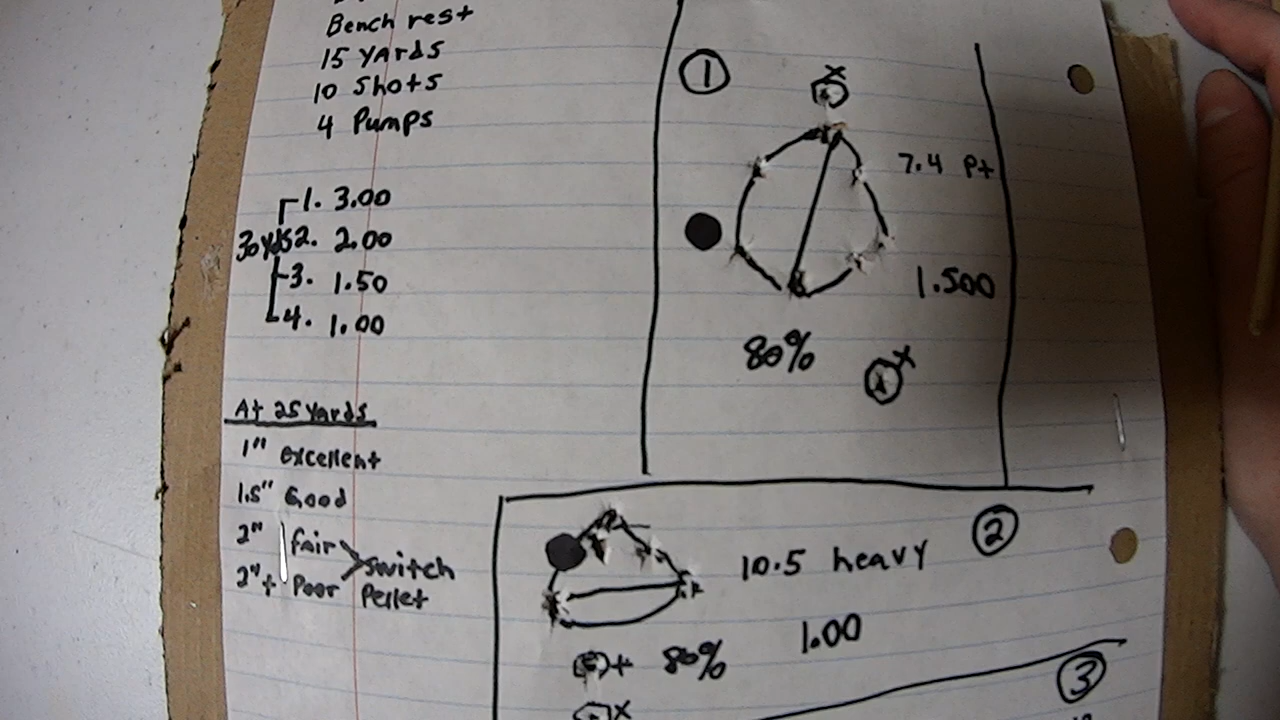 Bench rest
15 Yards
10 Shots
4 Pumps
1. 3.00
30 yds 2. 2.00
3. 1.50
4. 1.00
At 25 Yards
1" excellent
1.5" Good
2" fair
2"+ Poor
switch
Pellet
1
x
7.4 Pt
1.500
80%
x
2
10.5 heavy
1.00
+ 80%
x
3